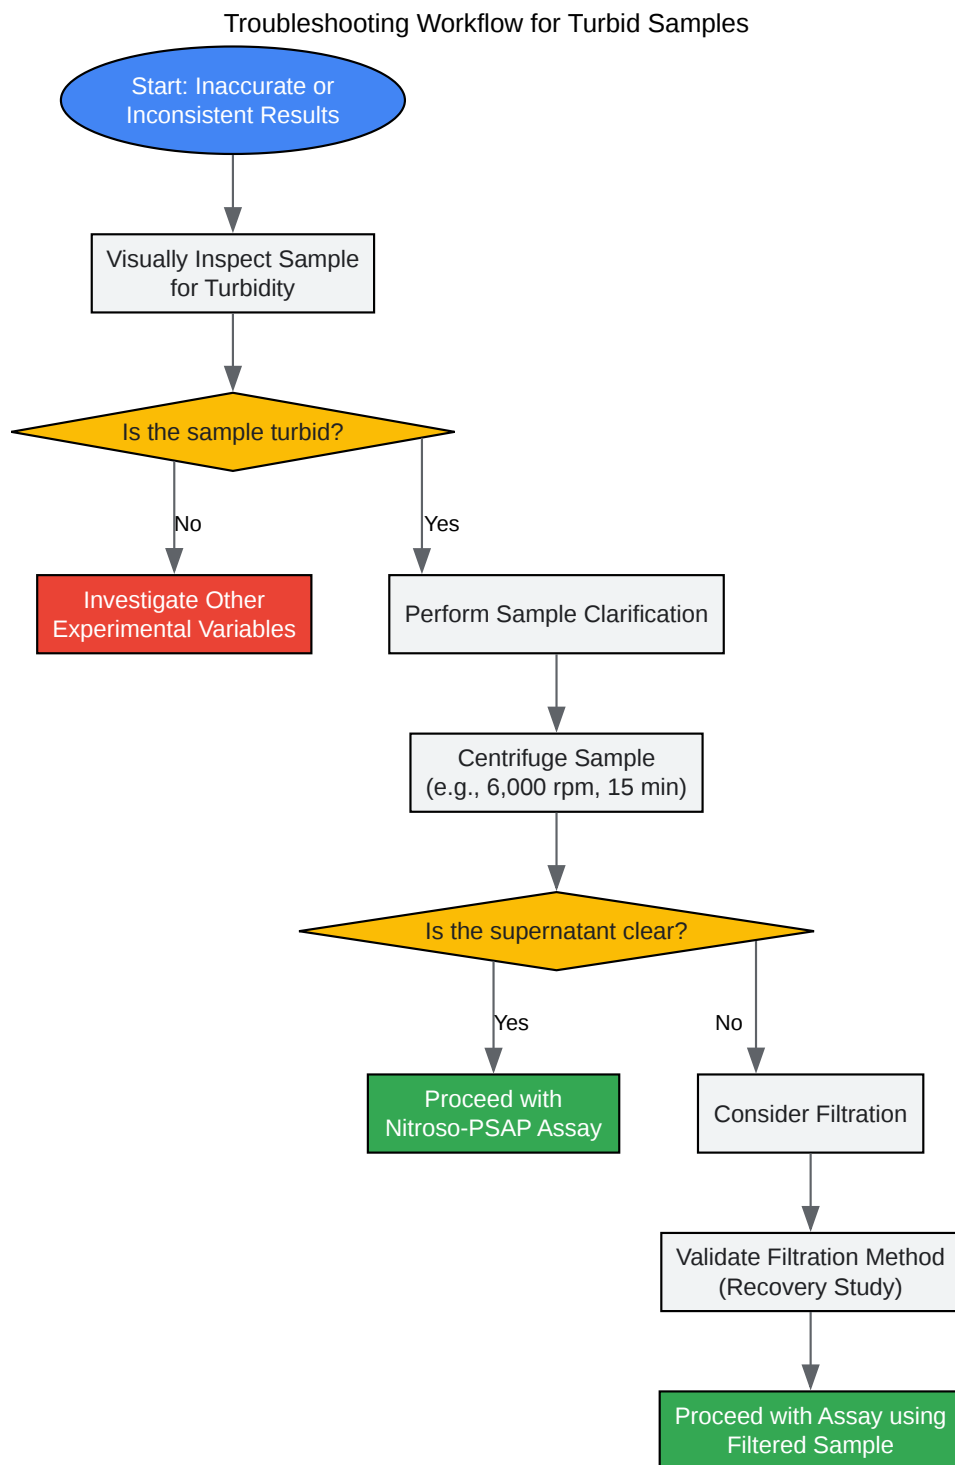 Troubleshooting Workflow for Turbid Samples
Start: Inaccurate or
Inconsistent Results
Visually Inspect Sample
for Turbidity
Is the sample turbid?
No
Yes
Investigate Other
Experimental Variables
Perform Sample Clarification
Centrifuge Sample
(e.g., 6,000 rpm, 15 min)
Is the supernatant clear?
Yes
No
Proceed with
Nitroso-PSAP Assay
Consider Filtration
Validate Filtration Method
(Recovery Study)
Proceed with Assay using
Filtered Sample